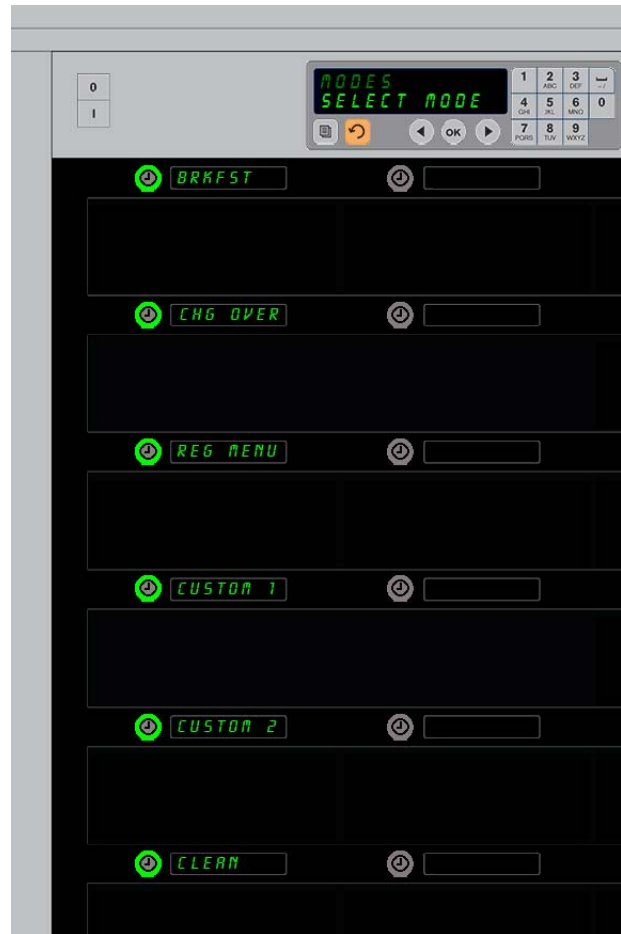 0
I
MODES
SELECT MODE
OK
1
2 ABC
3 DEF
-/
4 GHI
5 JKL
6 MNO
0
7 PQRS
8 TUV
9 WXYZ
BRKFST
CHG OVER
REG MENU
CUSTOM 1
CUSTOM 2
CLEAN